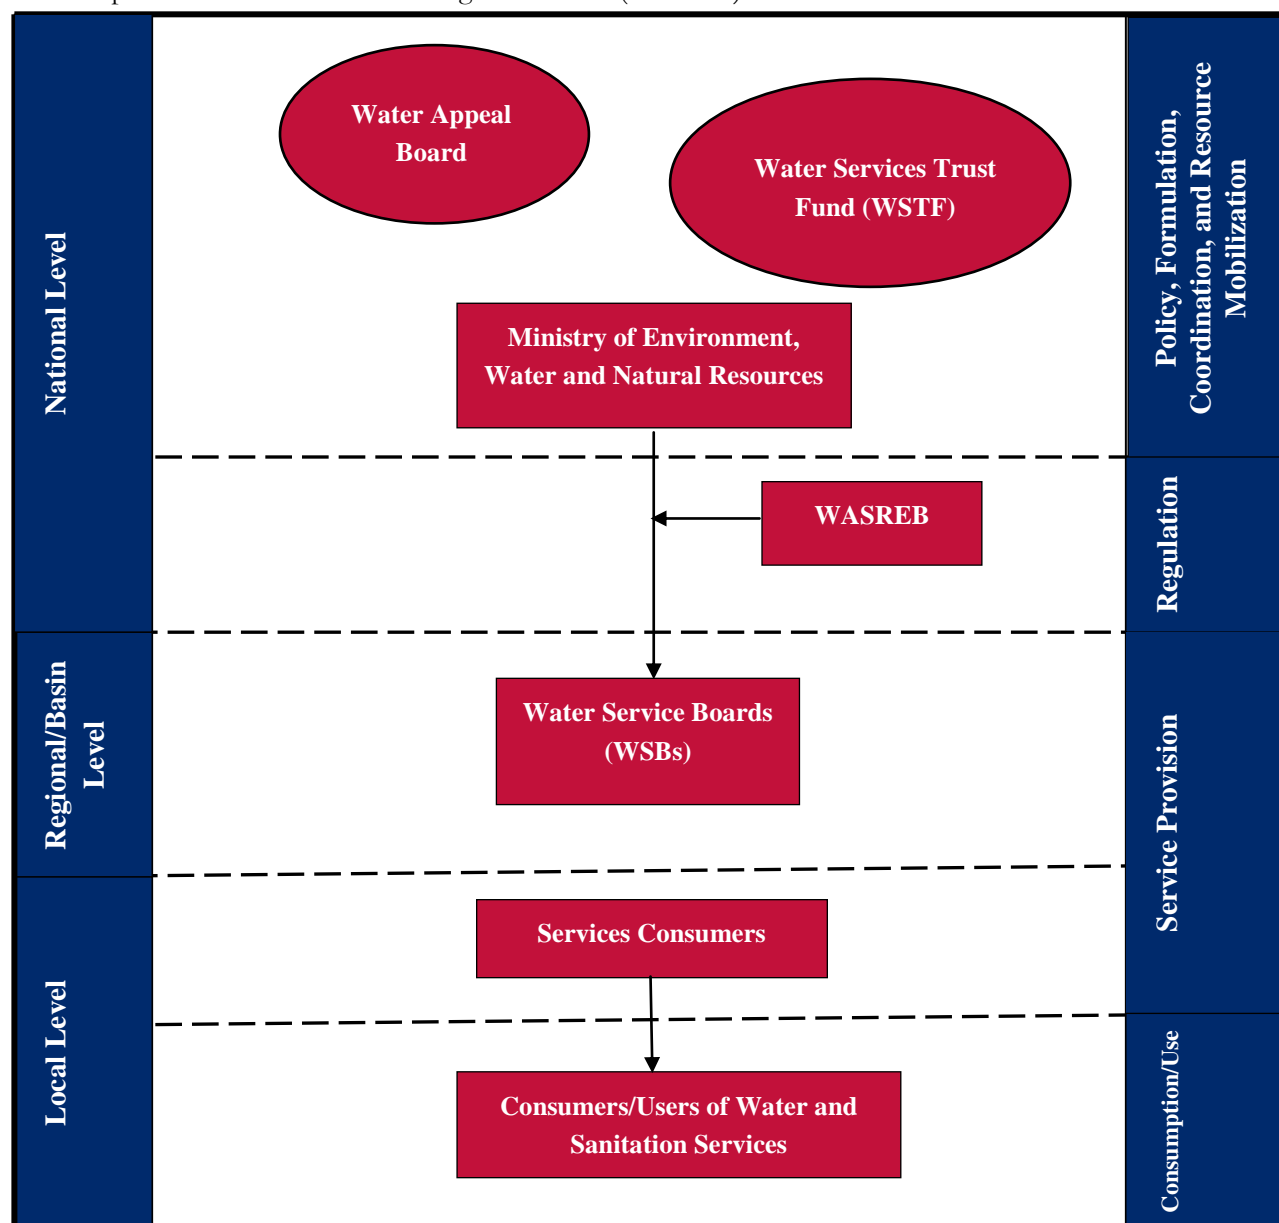 Water Appeal
Board
Water Services Trust
Fund (WSTF)
Ministry of Environment,
Water and Natural Resources
WASREB
Water Service Boards
(WSBs)
Services Consumers
Consumers/Users of Water and
Sanitation Services
National Level
Regional/Basin
Level
Local Level
Policy, Formulation,
Coordination, and Resource
Mobilization
Regulation
Service Provision
Consumption/Use